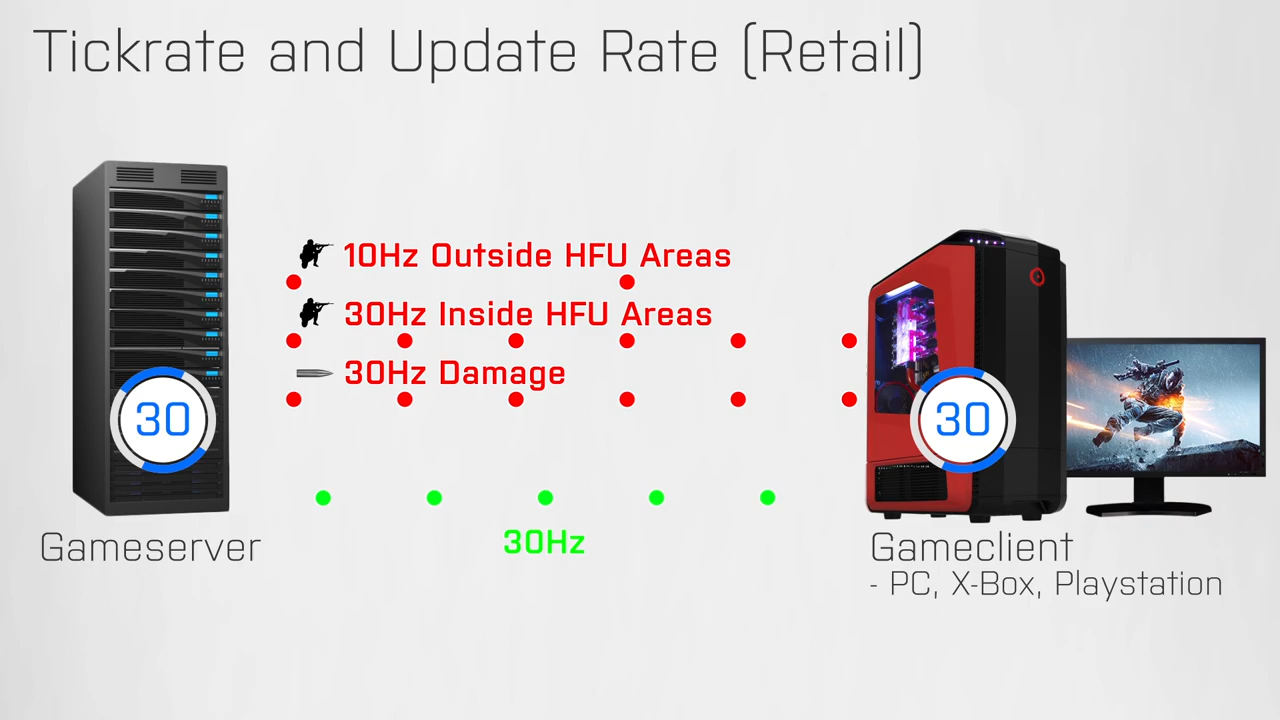 Tickrate and Update Rate (Retail)
10Hz Outside HFU Areas
30Hz Inside HFU Areas
30Hz Damage
30
30
30Hz
Gameserver
Gameclient
- PC, X-Box, Playstation